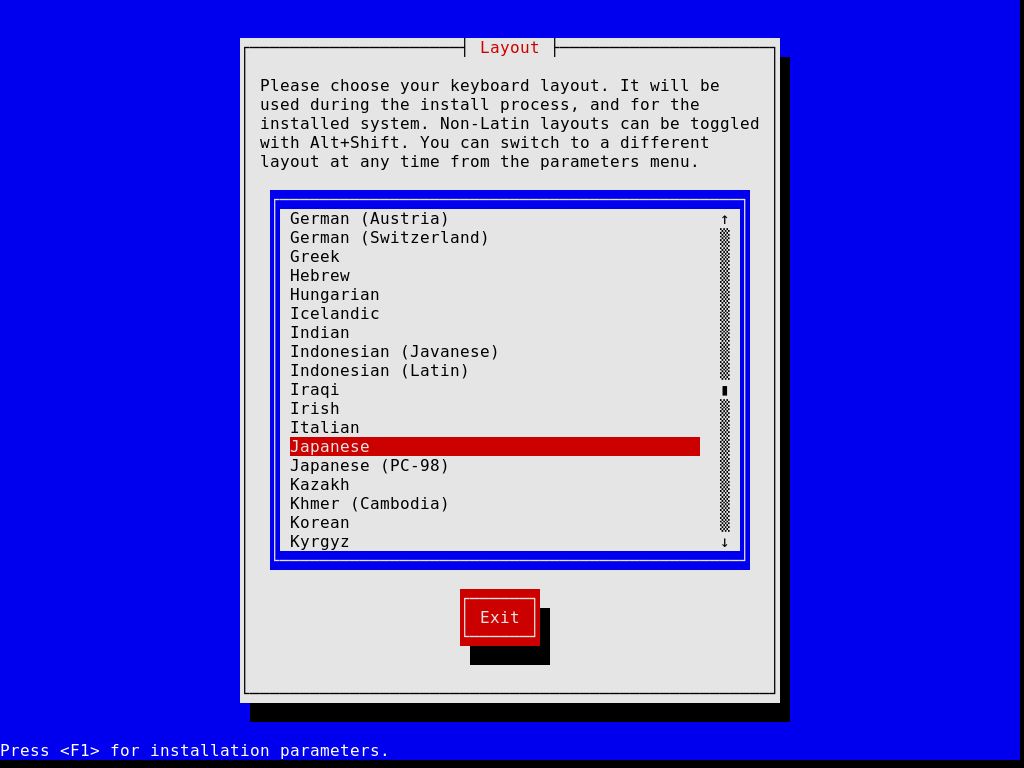 Layout
Please choose your keyboard layout. It will be
used during the install process, and for the
installed system. Non-Latin layouts can be toggled
with Alt+Shift. You can switch to a different
layout at any time from the parameters menu.
German (Austria)
German (Switzerland)
Greek
Hebrew
Hungarian
Icelandic
Indian
Indonesian (Javanese)
Indonesian (Latin)
Iraqi
Irish
Italian
Japanese
Japanese (PC-98)
Kazakh
Khmer (Cambodia)
Korean
Kyrgyz
Exit
Press <F1> for installation parameters.